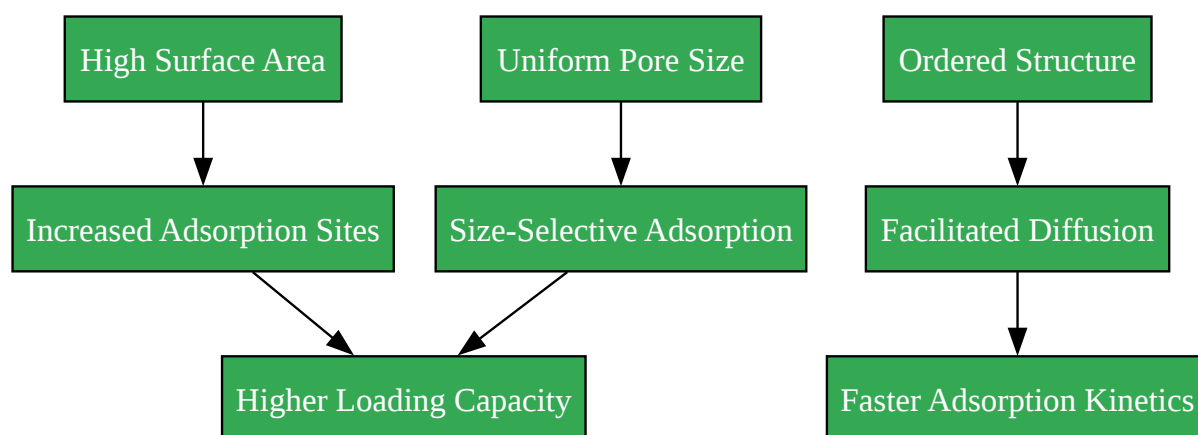 High Surface Area
Uniform Pore Size
Ordered Structure
Increased Adsorption Sites
Size-Selective Adsorption
Facilitated Diffusion
Higher Loading Capacity
Faster Adsorption Kinetics